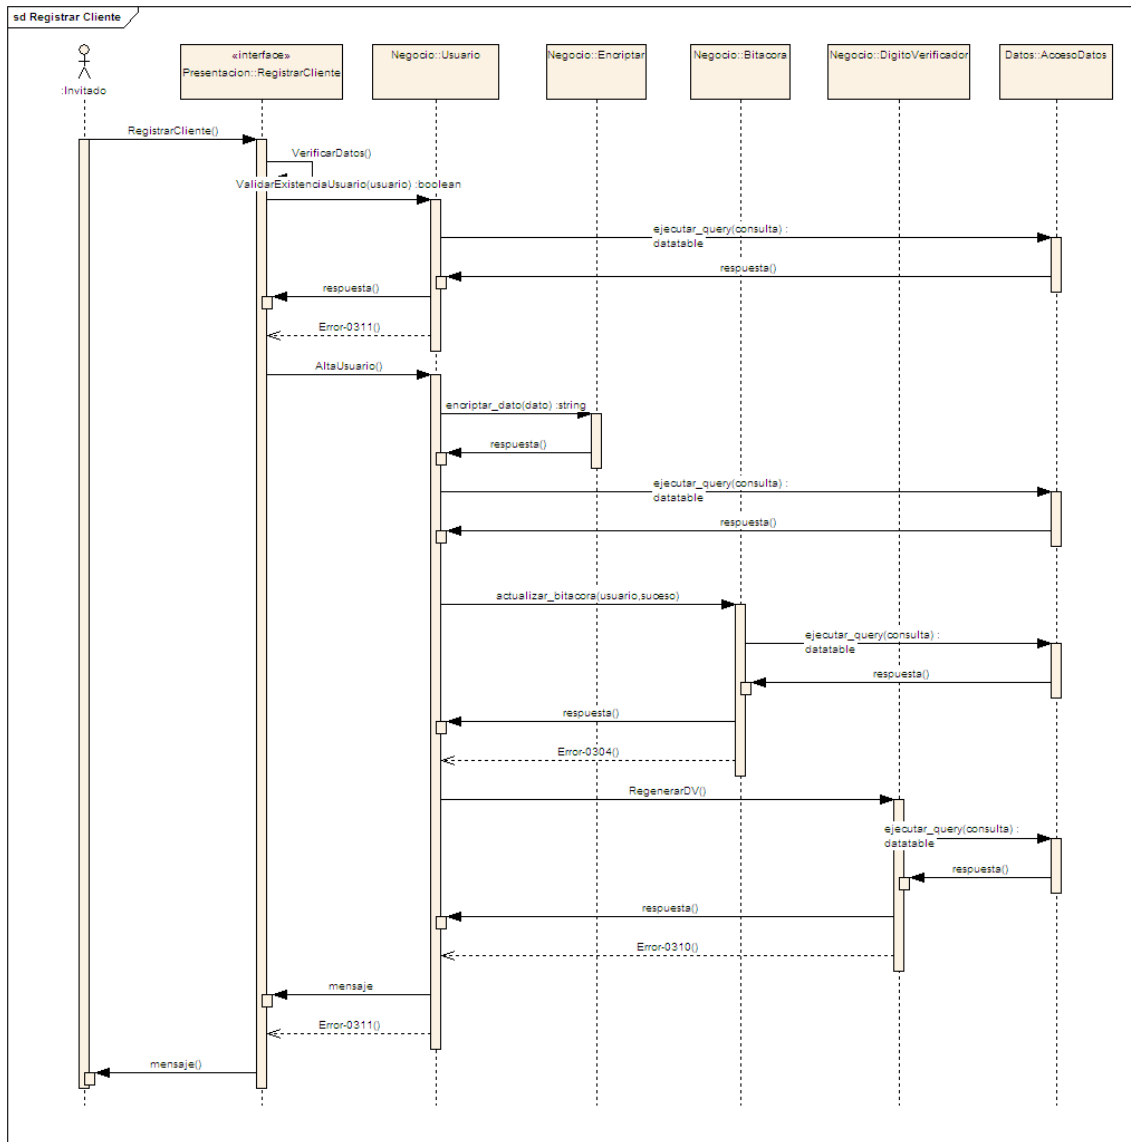 sd Registrar Cliente
:Invitado
«interface»
Presentacion::RegistrarCliente
Negocio::Usuario
Negocio::Encriptar
Negocio::Bitacora
Negocio::DigitoVerificador
Datos::AccesoDatos
RegistrarCliente()
VerificarDatos()
ValidarExistenciaUsuario(usuario) :boolean
ejecutar_query(consulta) :
datatable
respuesta()
respuesta()
Error-0311()
AltaUsuario()
encriptar_dato(dato) :string
respuesta()
ejecutar_query(consulta) :
datatable
respuesta()
actualizar_bitacora(usuario,suceso)
ejecutar_query(consulta) :
datatable
respuesta()
respuesta()
Error-0304()
RegenerarDV()
ejecutar_query(consulta) :
datatable
respuesta()
respuesta()
Error-0310()
mensaje
Error-0311()
mensaje()